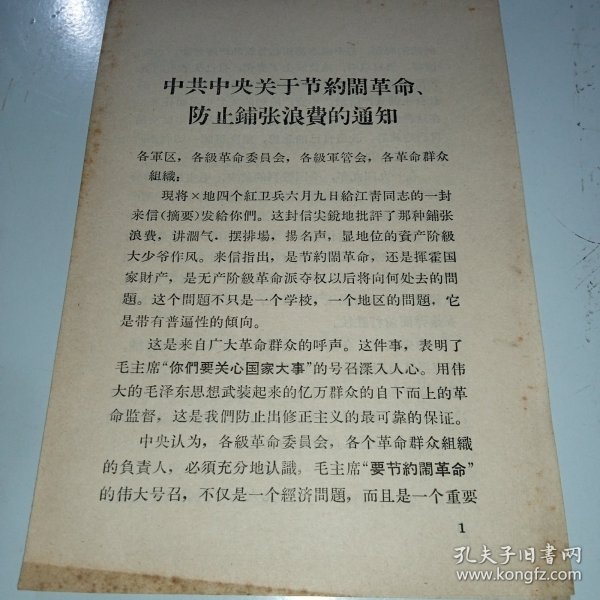 中共中央关于节約鬧革命、
防止鋪张浪費的通知
各軍区，各級革命委員会，各級軍管会，各革命群众
組織：
現将×地四个紅卫兵六月九日給江青同志的一封
来信(摘要)发給你們。这封信尖銳地批評了那种鋪张
浪費，讲闊气．摆排場，揚名声，显地位的資产阶級
大少爷作风。来信指出，是节約鬧革命，还是揮霍国
家財产，是无产阶級革命派夺权以后将向何处去的問
題。这个問題不只是一个学校，一个地区的問題，它
是带有普遍性的傾向。
这是来自广大革命群众的呼声。这件事，表明了
毛主席“你們要关心国家大事”的号召深入人心。用伟
大的毛泽东思想武装起来的亿万群众的自下而上的革
命監督，这是我們防止出修正主义的最可靠的保证。
中央认为，各級革命委員会，各个革命群众組織
的負責人，必須充分地认識，毛主席“要节約鬧革命”
的伟大号召，不仅是一个經济問題，而且是一个重要
1
孔夫子旧书网
www.kongfz.com